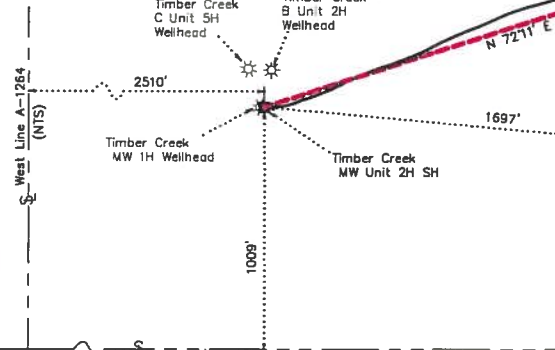 Timber Creek
C Unit 5H
Wellhead
B Unit 2H
Wellhead
N 72°11' E
2510'
West Line A-1264
(NTS)
1697'
Timber Creek
MW 1H Wellhead
Timber Creek
MW Unit 2H SH
1009'